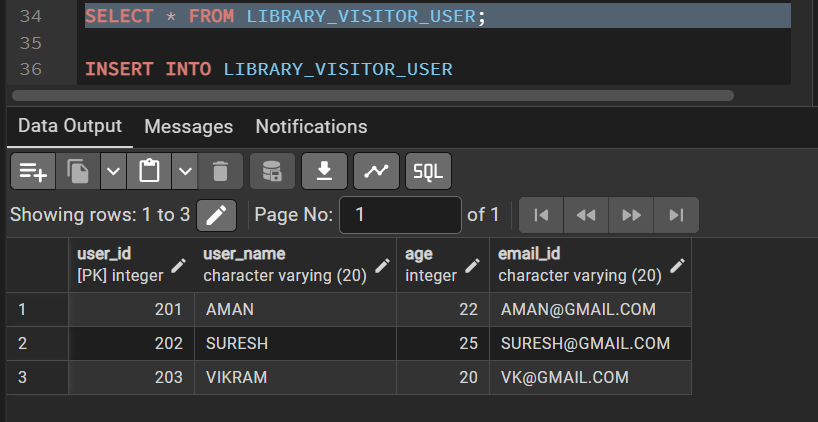 34 SELECT * FROM LIBRARY_VISITOR_USER;
35
36 INSERT INTO LIBRARY_VISITOR_USER
Data Output Messages Notifications
SQL
Showing rows: 1 to 3 Page No: 1 of 1
user_id user_name age email_id
[PK] integer character varying (20) integer character varying (20)
1 201 AMAN 22 AMAN@GMAIL.COM
2 202 SURESH 25 SURESH@GMAIL.COM
3 203 VIKRAM 20 VK@GMAIL.COM